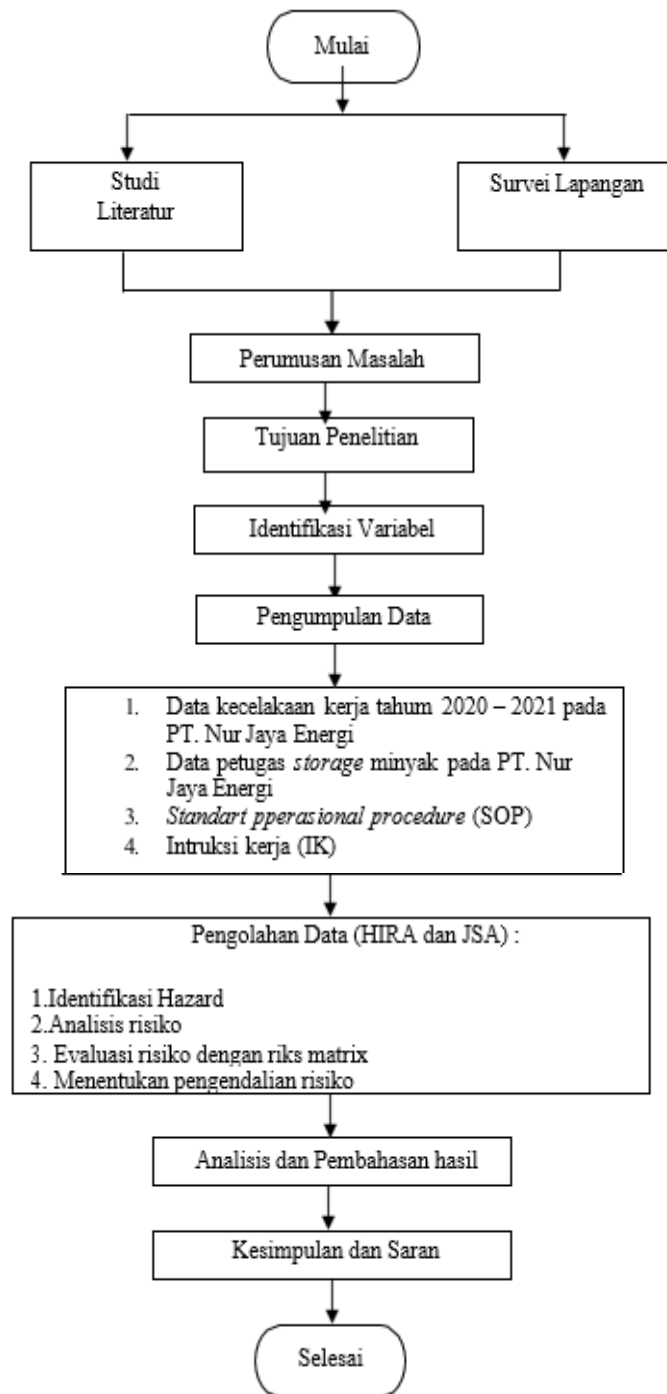 Mulai
Studi
Literatur
Survei Lapangan
Perumusan Masalah
Tujuan Penelitian
Identifikasi Variabel
Pengumpulan Data
1. Data kecelakaan kerja tahum 2020 – 2021 pada
PT. Nur Jaya Energi
2. Data petugas storage minyak pada PT. Nur
Jaya Energi
3. Standart pperasional procedure (SOP)
4. Intruksi kerja (IK)
Pengolahan Data (HIRA dan JSA) :
1.Identifikasi Hazard
2.Analisis risiko
3. Evaluasi risiko dengan riks matrix
4. Menentukan pengendalian risiko
Analisis dan Pembahasan hasil
Kesimpulan dan Saran
Selesai